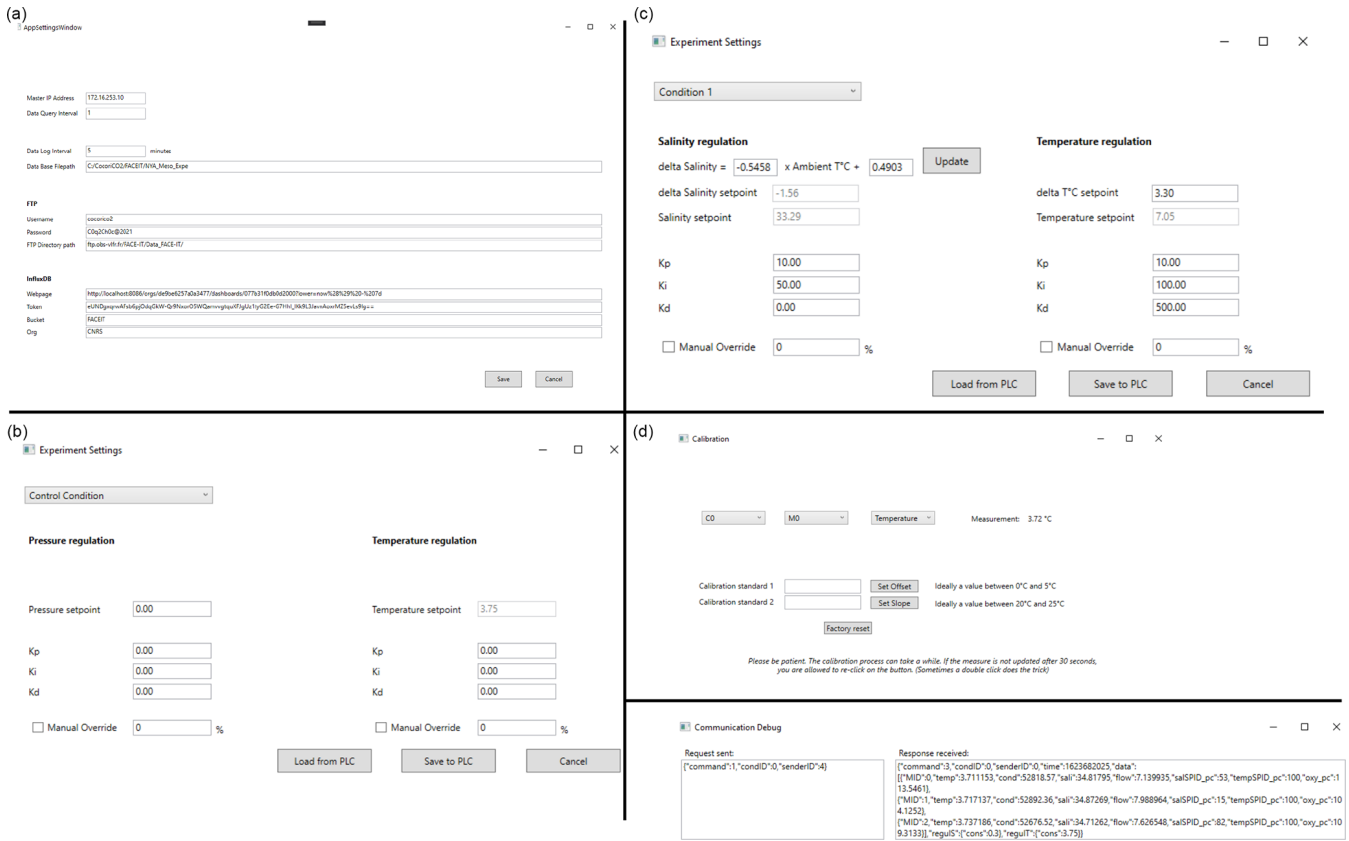 (a)
AppSettingsWindow
Master IP Address 172.16.253.10
Data Query Interval 1
Data Log Interval 5 minutes
Data Base Filepath C:/CocoriCO2/FACEIT/NYA_Meso_Expe
FTP
Username cocorico2
Password C0q2Ch0c@2021
FTP Directory path ftp.obs-vlfr.fr/FACE-IT/Data_FACE-IT/
InfluxDB
Webpage
Token
Bucket FACEIT
Org CNRS
Save Cancel
(b)
Experiment Settings
Control Condition
Pressure regulation Temperature regulation
Pressure setpoint 0.00 Temperature setpoint 3.75
Kp 0.00 Kp 0.00
Ki 0.00 Ki 0.00
Kd 0.00 Kd 0.00
Manual Override 0 % Manual Override 0 %
Load from PLC Save to PLC Cancel
(c)
Experiment Settings
Condition 1
Salinity regulation Temperature regulation
delta Salinity = -0.5458 x Ambient T°C + 0.4903 Update
delta Salinity setpoint -1.56 delta T°C setpoint 3.30
Salinity setpoint 33.29 Temperature setpoint 7.05
Kp 10.00 Kp 10.00
Ki 50.00 Ki 100.00
Kd 0.00 Kd 500.00
Manual Override 0 % Manual Override 0 %
Load from PLC Save to PLC Cancel
(d)
Calibration
C0 M0 Temperature Measurement: 3.72 °C
Calibration standard 1 Set Offset Ideally a value between 0°C and 5°C
Calibration standard 2 Set Slope Ideally a value between 20°C and 25°C
Factory reset
Please be patient. The calibration process can take a while. If the measure is not updated after 30 seconds,
you are allowed to re-click on the button. (Sometimes a double click does the trick)
Communication Debug
Request sent:
{"command":1,"condID":0,"senderID":4}
Response received:
{"command":3,"condID":0,"senderID":0,"time":1623682025,"data":
[{"MID":0,"temp":3.711153,"cond":52818.57,"sali":34.81795,"flow":7.139935,"salSPID_pc":53,"tempSPID_pc":100,"oxy_pc":1
13.5461},
{"MID":1,"temp":3.717137,"cond":52892.36,"sali":34.87269,"flow":7.988964,"salSPID_pc":15,"tempSPID_pc":100,"oxy_pc":10
4.1252},
{"MID":2,"temp":3.737186,"cond":52676.52,"sali":34.71262,"flow":7.626548,"salSPID_pc":82,"tempSPID_pc":100,"oxy_pc":10
9.3133}],"regulS":{"cons":0.3},"regulT":{"cons":3.75}}